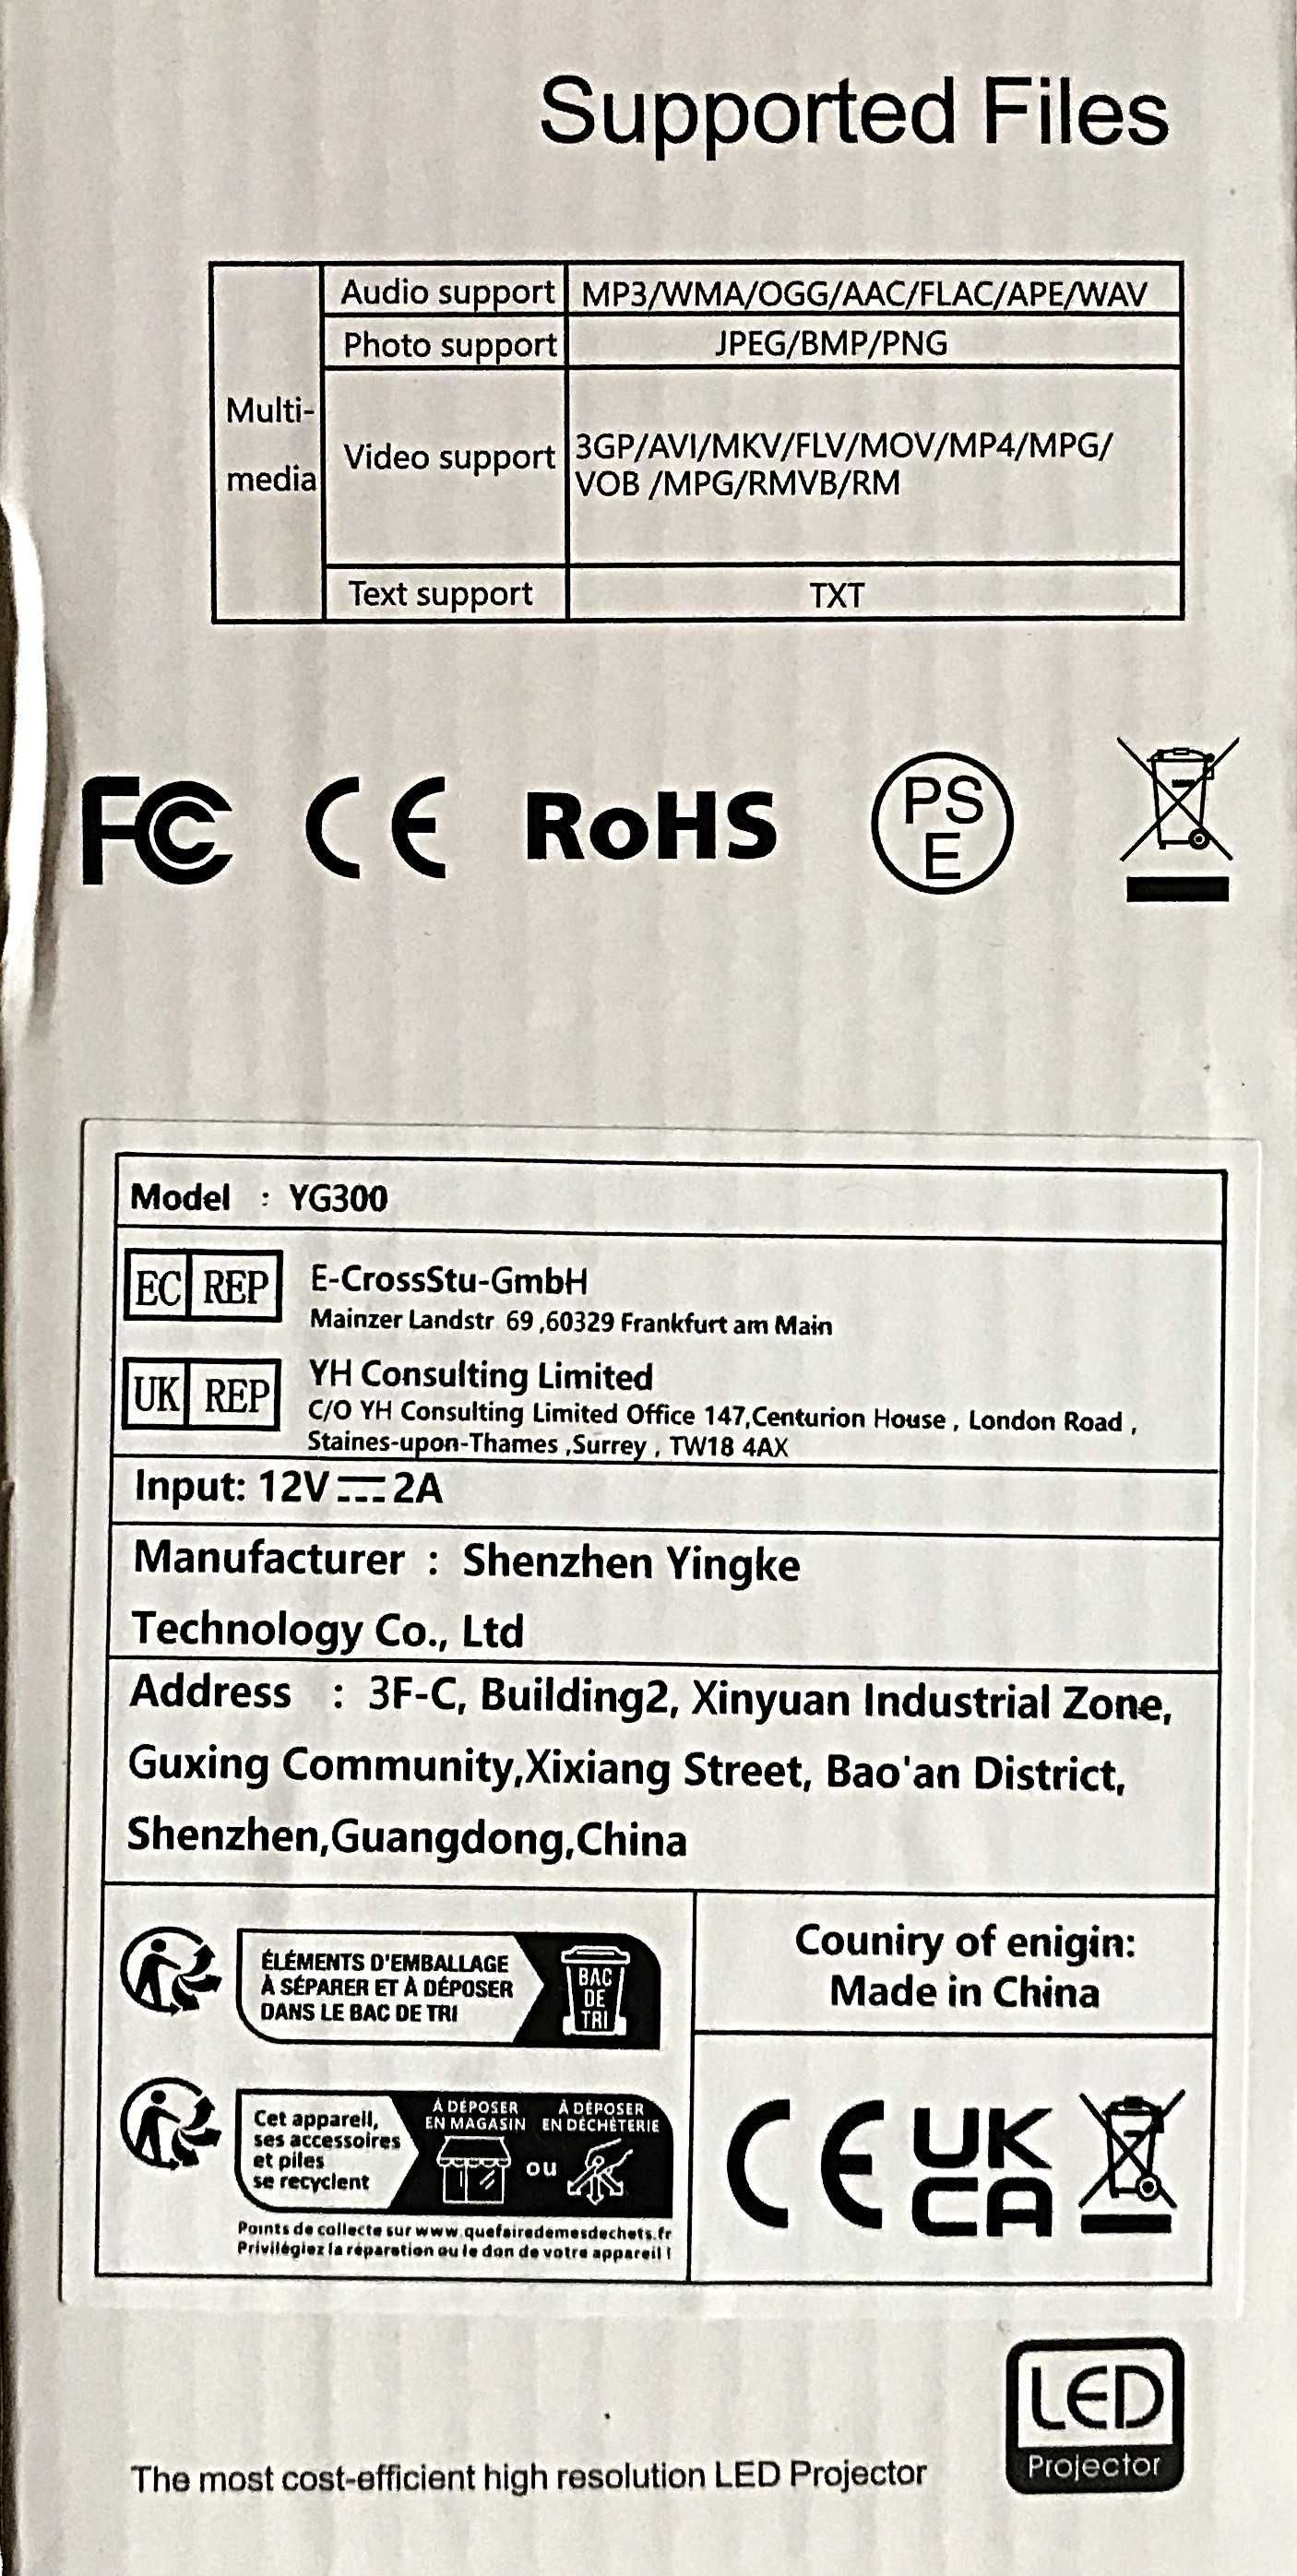 Supported Files
Multi-
media
Audio support MP3/WMA/OGG/AAC/FLAC/APE/WAV
Photo support JPEG/BMP/PNG
Video support 3GP/AVI/MKV/FLV/MOV/MP4/MPG/
VOB /MPG/RMVB/RM
Text support TXT
FC CE RoHS PS
E
Model : YG300
EC REP E-CrossStu-GmbH
Mainzer Landstr 69 ,60329 Frankfurt am Main
UK REP YH Consulting Limited
C/O YH Consulting Limited Office 147,Centurion House , London Road ,
Staines-upon-Thames ,Surrey , TW18 4AX
Input: 12V⎓2A
Manufacturer : Shenzhen Yingke
Technology Co., Ltd
Address : 3F-C, Building2, Xinyuan Industrial Zone,
Guxing Community,Xixiang Street, Bao'an District,
Shenzhen,Guangdong,China
ÉLÉMENTS D'EMBALLAGE
À SÉPARER ET À DÉPOSER
DANS LE BAC DE TRI
BAC
DE
TRI
Cet appareil,
ses accessoires
et piles
se recyclent
À DÉPOSER
EN MAGASIN
ou
À DÉPOSER
EN DÉCHÈTERIE
Points de collecte sur www.quefairedemesdechets.fr
Privilégiez la réparation ou le don de votre appareil !
Couniry of enigin:
Made in China
CE UK
CA
The most cost-efficient high resolution LED Projector
LED
Projector